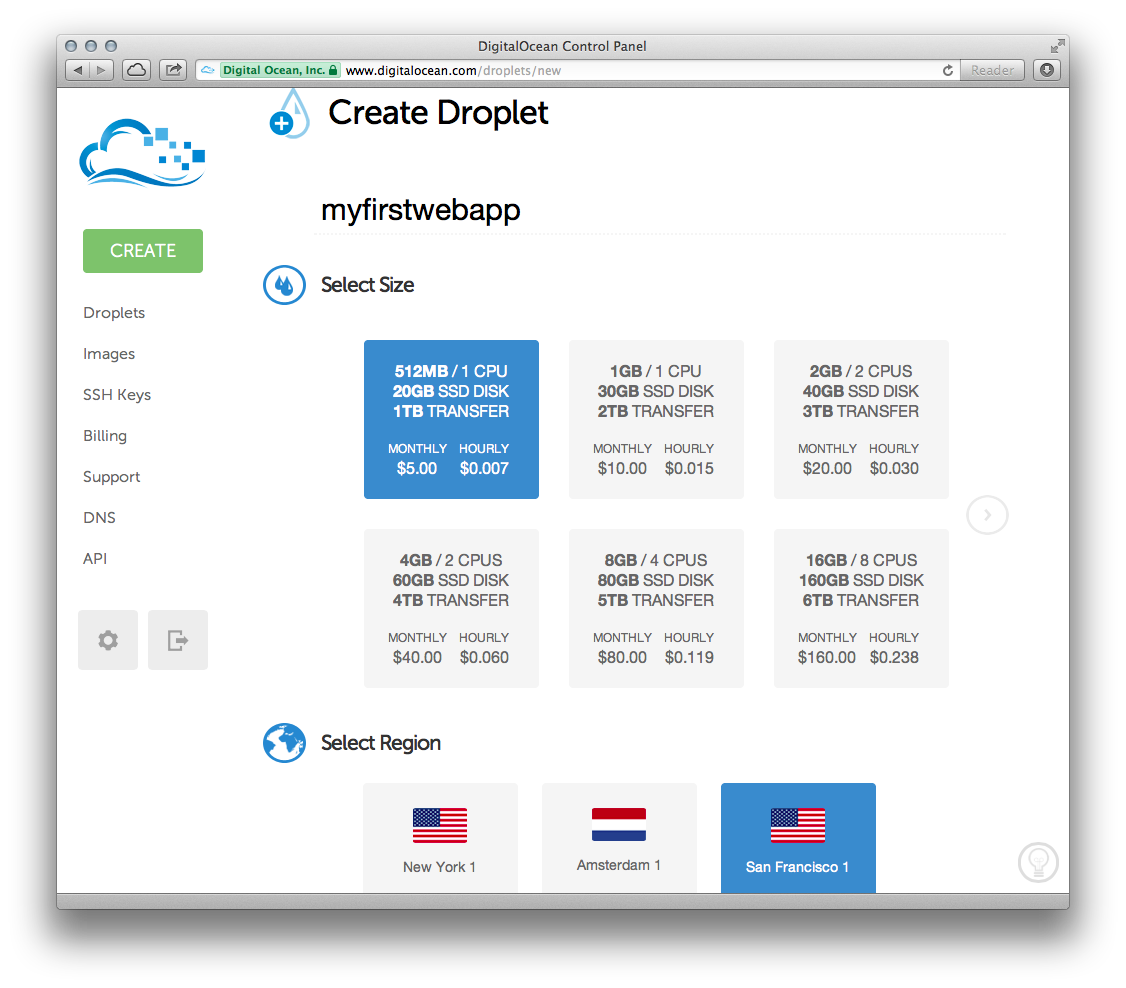 DigitalOcean Control Panel
Digital Ocean, Inc. www.digitalocean.com/droplets/new Reader
Create Droplet
myfirstwebapp
CREATE
Droplets
Images
SSH Keys
Billing
Support
DNS
API
Select Size
512MB / 1 CPU
20GB SSD DISK
1TB TRANSFER
MONTHLY HOURLY
$5.00 $0.007
1GB / 1 CPU
30GB SSD DISK
2TB TRANSFER
MONTHLY HOURLY
$10.00 $0.015
2GB / 2 CPUS
40GB SSD DISK
3TB TRANSFER
MONTHLY HOURLY
$20.00 $0.030
4GB / 2 CPUS
60GB SSD DISK
4TB TRANSFER
MONTHLY HOURLY
$40.00 $0.060
8GB / 4 CPUS
80GB SSD DISK
5TB TRANSFER
MONTHLY HOURLY
$80.00 $0.119
16GB / 8 CPUS
160GB SSD DISK
6TB TRANSFER
MONTHLY HOURLY
$160.00 $0.238
Select Region
New York 1
Amsterdam 1
San Francisco 1